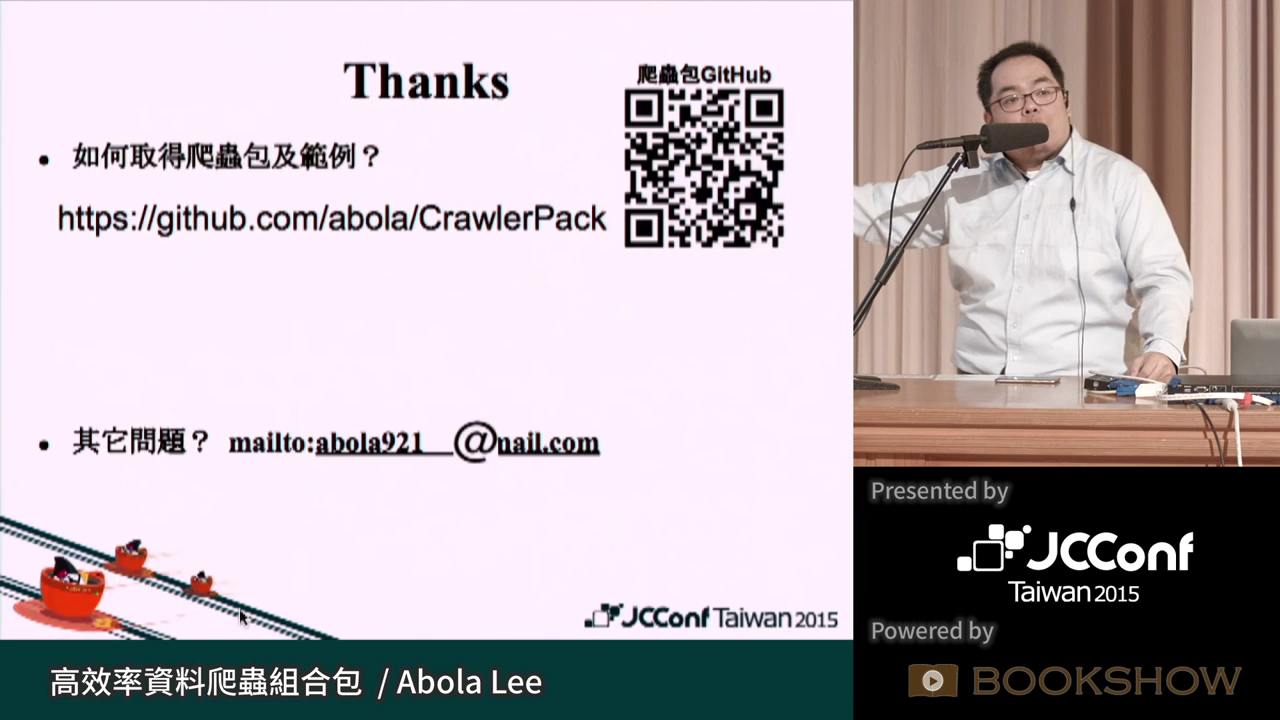 Thanks
爬蟲包GitHub
如何取得爬蟲包及範例？
https://github.com/abola/CrawlerPack
其它問題？ mailto:abola921 @
JCConf Taiwan 2015
高效率資料爬蟲組合包 / Abola Lee
Presented by
JCConf
Taiwan 2015
Powered by
BOOKSHOW